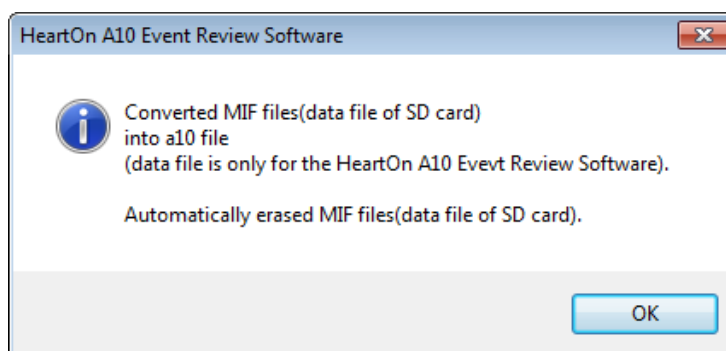 HeartOn A10 Event Review Software
Converted MIF files(data file of SD card)
into a10 file
(data file is only for the HeartOn A10 Evevt Review Software).
Automatically erased MIF files(data file of SD card).
OK